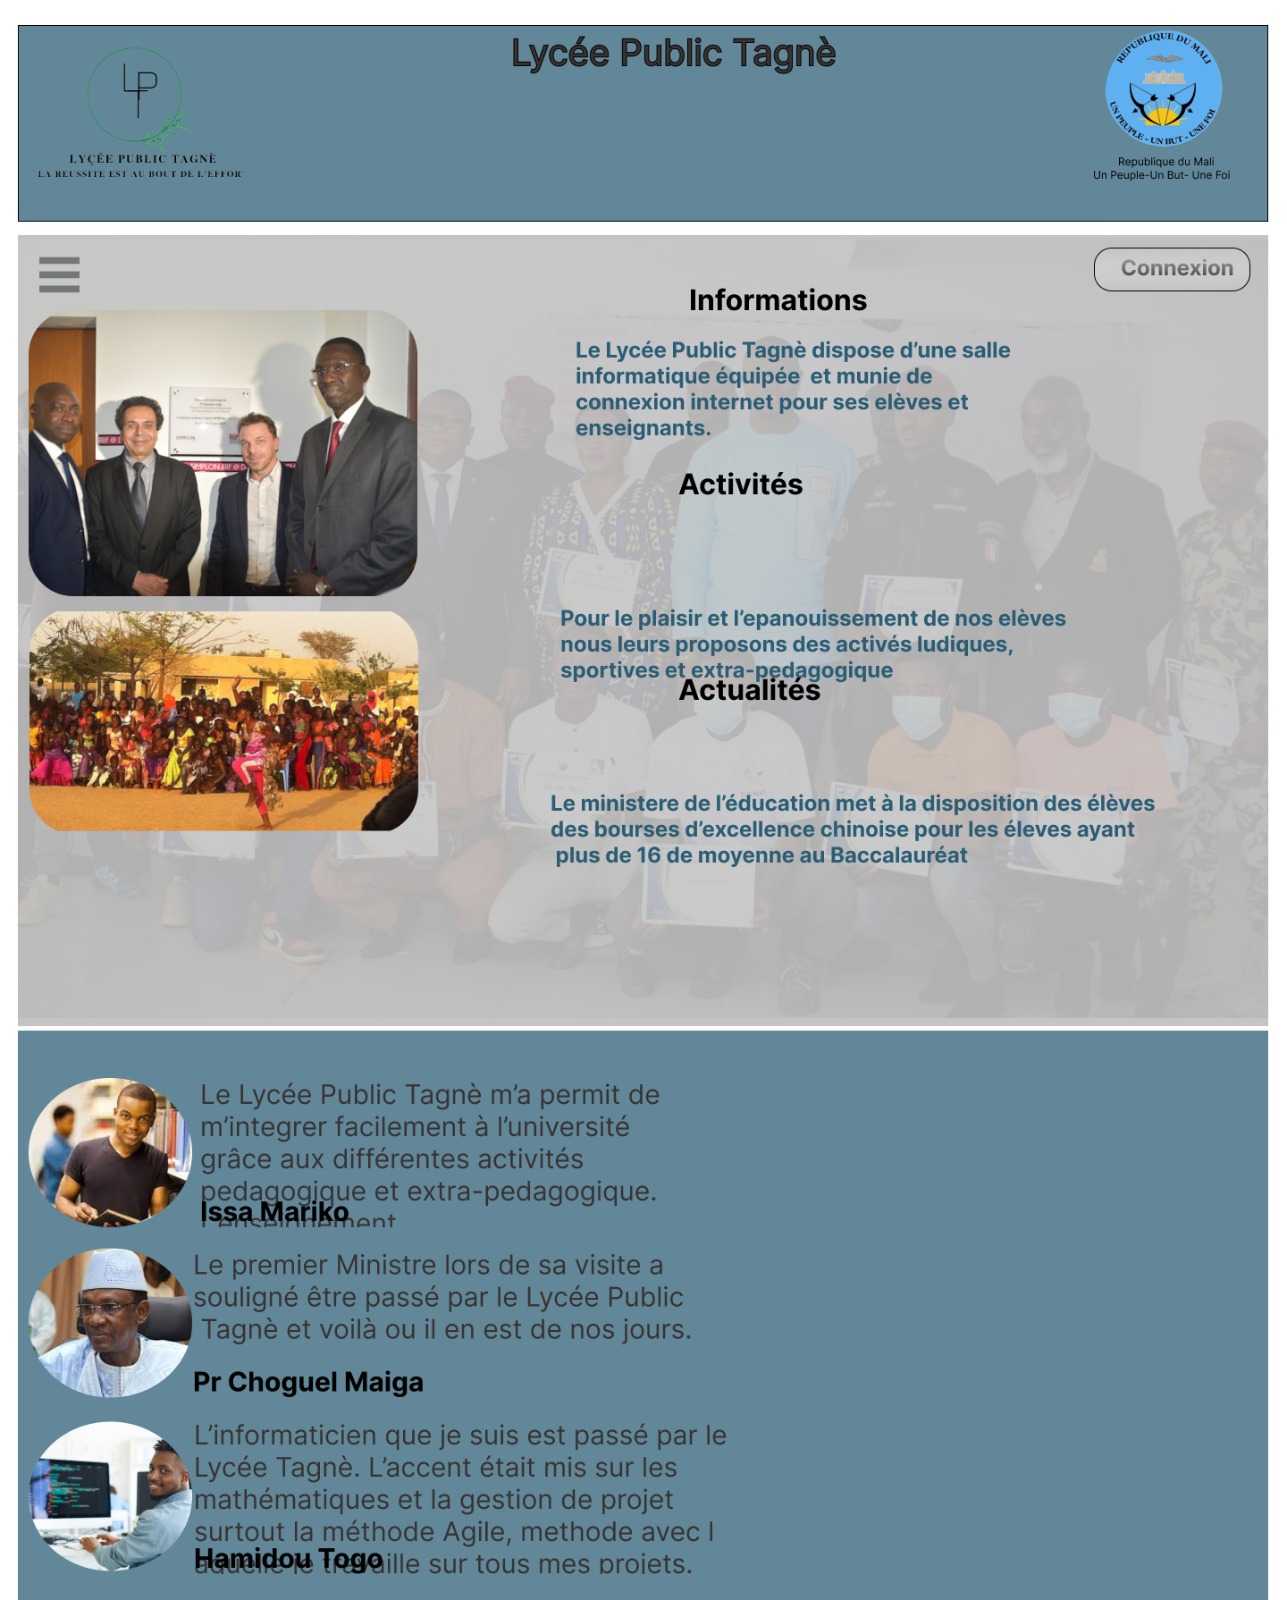 Lycée Public Tagnè
LP
LYÇÉE PUBLIC TAGNÈ
LA REUSSITE EST AU BOUT DE L'EFFOR
REPUBLIQUE DU MALI
UN PEUPLE - UN BUT - UNE FOI
Republique du Mali
Un Peuple-Un But- Une Foi
Connexion
Informations
Le Lycée Public Tagnè dispose d’une salle
informatique équipée  et munie de
connexion internet pour ses elèves et
enseignants.
Activités
Pour le plaisir et l’epanouissement de nos elèves
nous leurs proposons des activés ludiques,
sportives et extra-pedagogique
Actualités
Le ministere de l’éducation met à la disposition des élèves
des bourses d’excellence chinoise pour les éleves ayant
plus de 16 de moyenne au Baccalauréat
Le Lycée Public Tagnè m’a permit de
m’integrer facilement à l’université
grâce aux différentes activités
pedagogique et extra-pedagogique.
L’enseignement
Issa Mariko
Le premier Ministre lors de sa visite a
souligné être passé par le Lycée Public
Tagnè et voilà ou il en est de nos jours.
Pr Choguel Maiga
L’informaticien que je suis est passé par le
Lycée Tagnè. L’accent était mis sur les
mathématiques et la gestion de projet
surtout la méthode Agile, methode avec l
aquelle je travaille sur tous mes projets.
Hamidou Togo